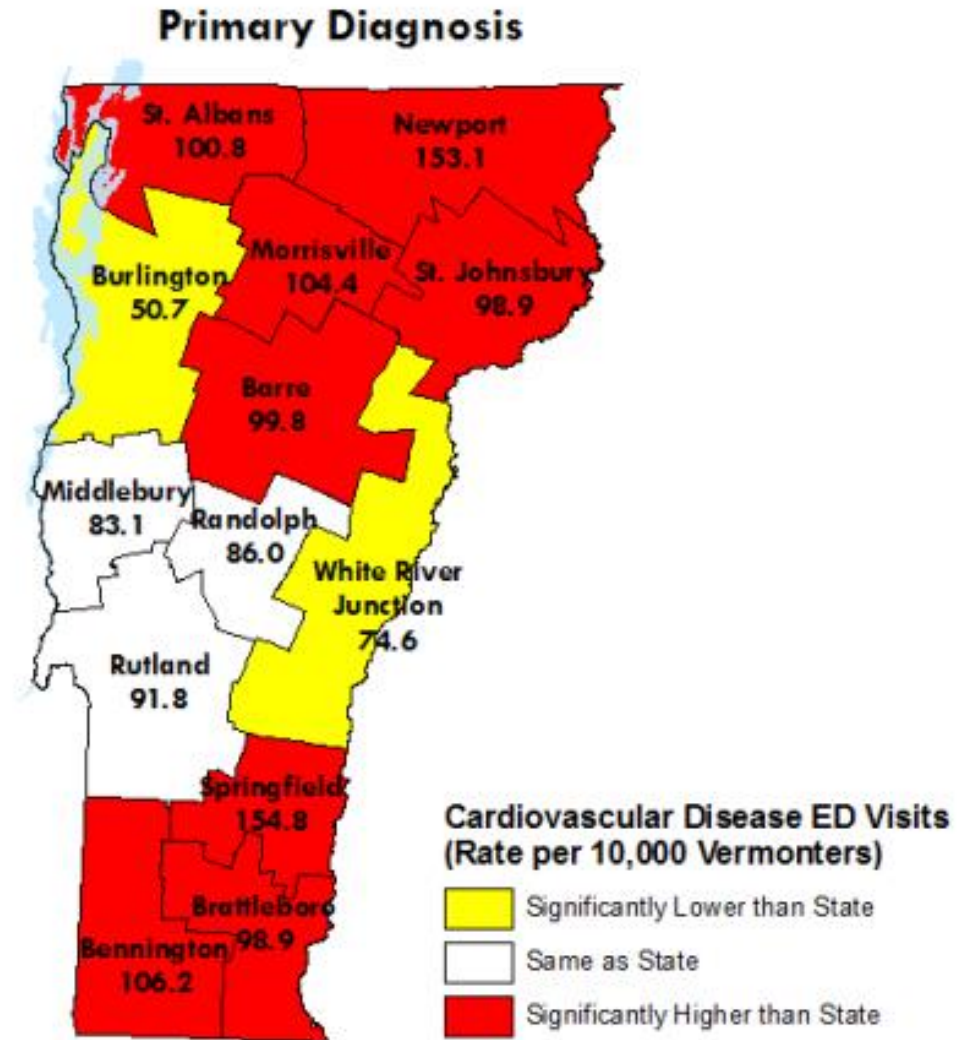 Primary Diagnosis
St. Albans
100.8
Newport
153.1
Morrisville
104.4
St. Johnsbury
98.9
Burlington
50.7
Barre
99.8
Middlebury
83.1
Randolph
86.0
White River
Junction
74.6
Rutland
91.8
Springfield
154.8
Brattleboro
98.9
Bennington
106.2
Cardiovascular Disease ED Visits
(Rate per 10,000 Vermonters)
Significantly Lower than State
Same as State
Significantly Higher than State